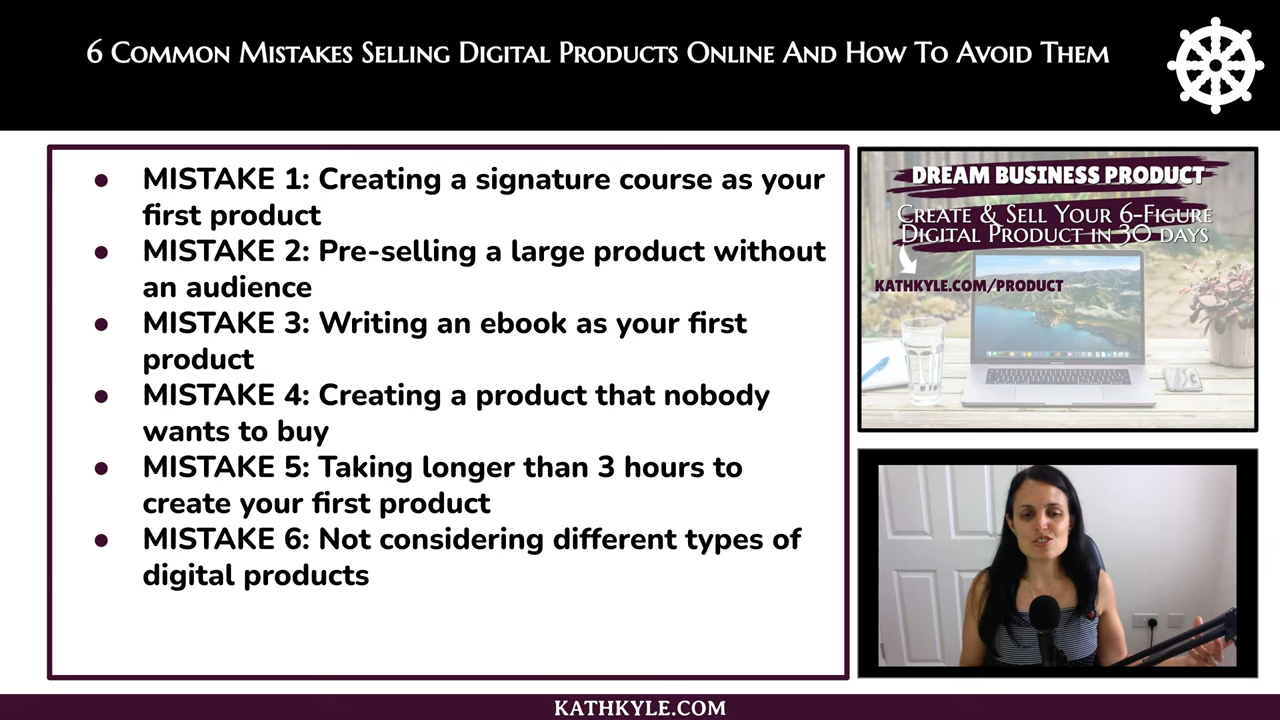 6 Common Mistakes Selling Digital Products Online And How To Avoid Them
● MISTAKE 1: Creating a signature course as your
first product
● MISTAKE 2: Pre-selling a large product without
an audience
● MISTAKE 3: Writing an ebook as your first
product
● MISTAKE 4: Creating a product that nobody
wants to buy
● MISTAKE 5: Taking longer than 3 hours to
create your first product
● MISTAKE 6: Not considering different types of
digital products
DREAM BUSINESS PRODUCT
Create & Sell Your 6-Figure
Digital Product in 30 days
KATHKYLE.COM/PRODUCT
KATHKYLE.COM